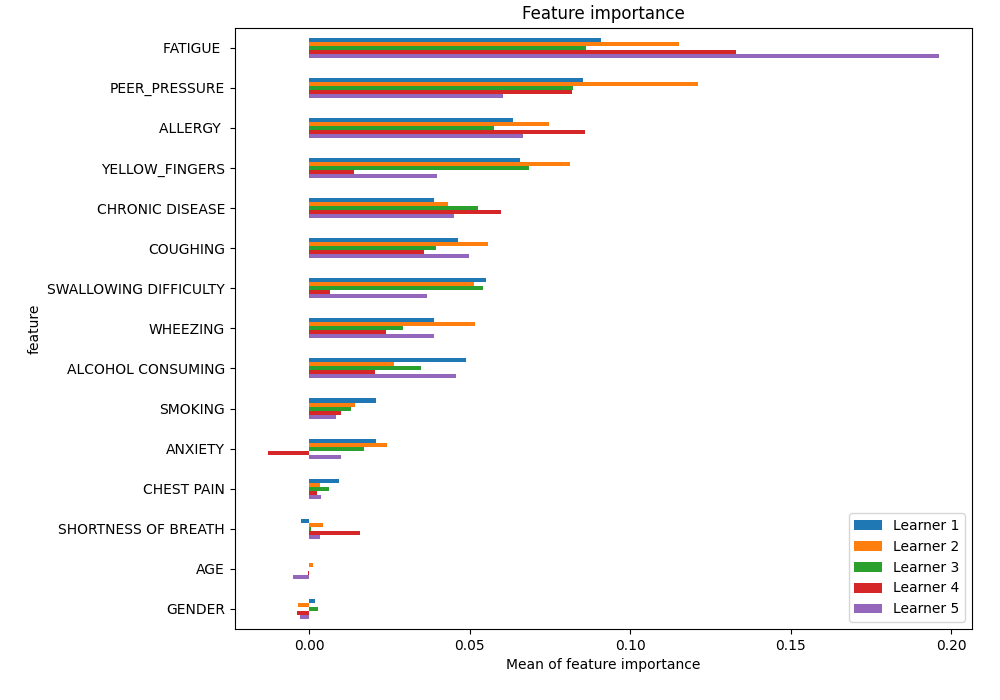 Feature importance
FATIGUE
PEER_PRESSURE
ALLERGY
YELLOW_FINGERS
CHRONIC DISEASE
COUGHING
SWALLOWING DIFFICULTY
WHEEZING
ALCOHOL CONSUMING
SMOKING
ANXIETY
CHEST PAIN
SHORTNESS OF BREATH
AGE
GENDER
feature
Learner 1
Learner 2
Learner 3
Learner 4
Learner 5
0.00 0.05 0.10 0.15 0.20
Mean of feature importance